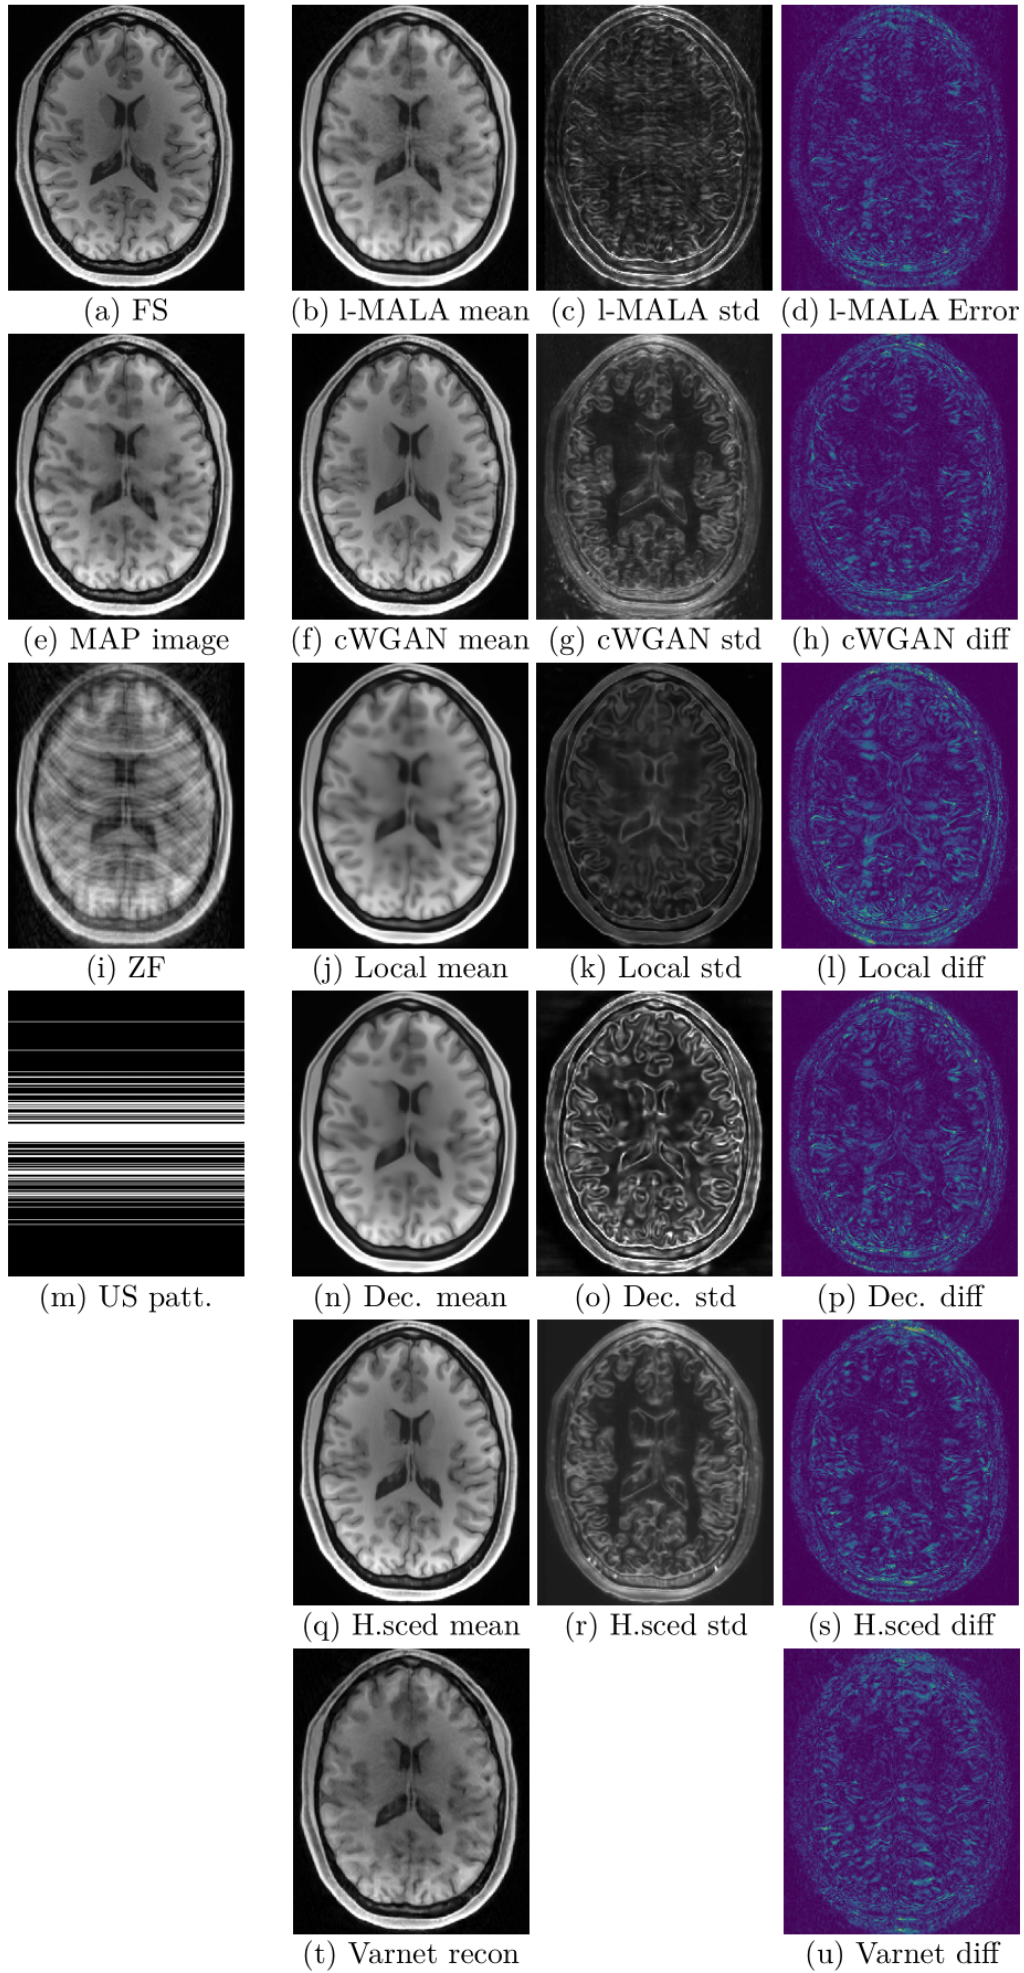 (a) FS
(b) l-MALA mean
(c) l-MALA std
(d) l-MALA Error
(e) MAP image
(f) cWGAN mean
(g) cWGAN std
(h) cWGAN diff
(i) ZF
(j) Local mean
(k) Local std
(l) Local diff
(m) US patt.
(n) Dec. mean
(o) Dec. std
(p) Dec. diff
(q) H.sced mean
(r) H.sced std
(s) H.sced diff
(t) Varnet recon
(u) Varnet diff